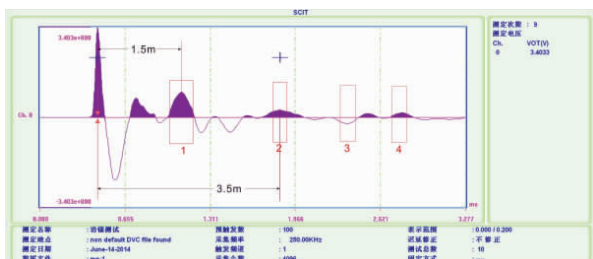 SCIT
3.403e+000
1.5m
Ch. 0
1
2
3
4
3.5m
-3.403e+000
ms
0.000
0.655
1.311
1.966
2.621
3.277
测定次数 : 9
测定电压
Ch. VOT(V)
0 3.4033
测定名称 : 岩锚测试
预触发数 : 100
表示范围 : 0.000 / 0.200
测定地点 : non default DVC file found
采集频率 : 250.00KHz
延迟修正 : 不修正
测定日期 : June-14-2014
触发频道 : 1
测试总数 : 10